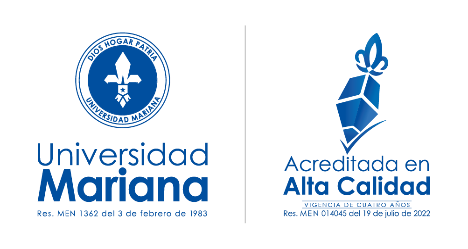 DIOS HOGAR PATRIA
UNIVERSIDAD MARIANA
Universidad
Mariana
Res. MEN 1362 del 3 de febrero de 1983
Acreditada en
Alta Calidad
VIGENCIA DE CUATRO AÑOS
Res. MEN 014045 del 19 de julio de 2022